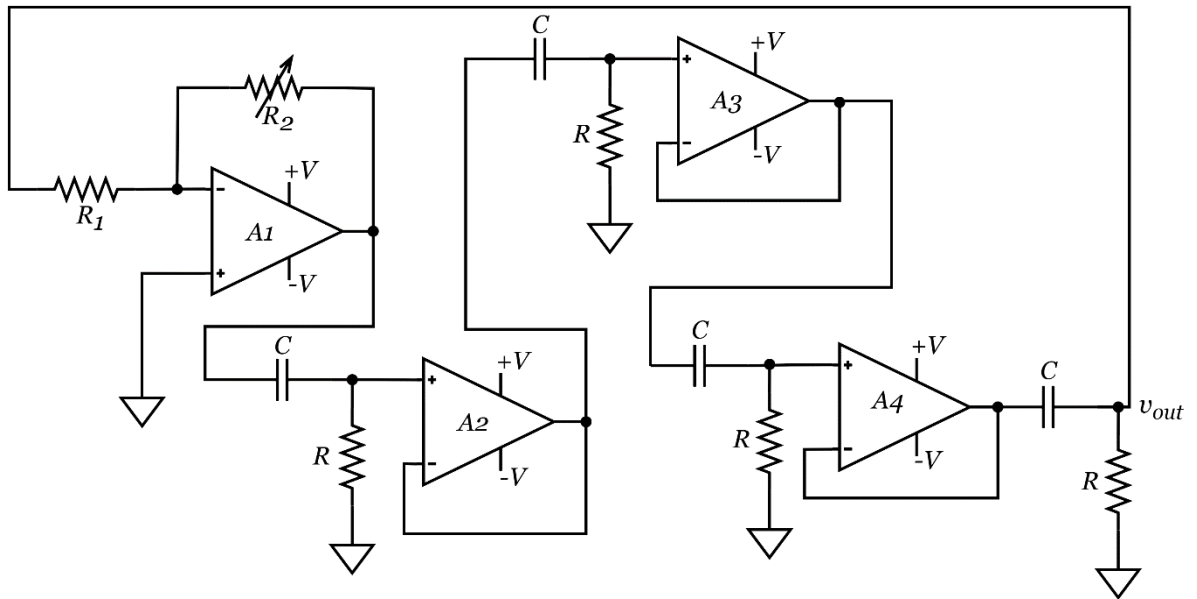 C
+V
+
A3
R
-
-V
R₂
+V
-
R₁
A1
+
-V
C
+V
+
A2
R
-
-V
C
+V
+
A4
R
-
-V
C
vout
R